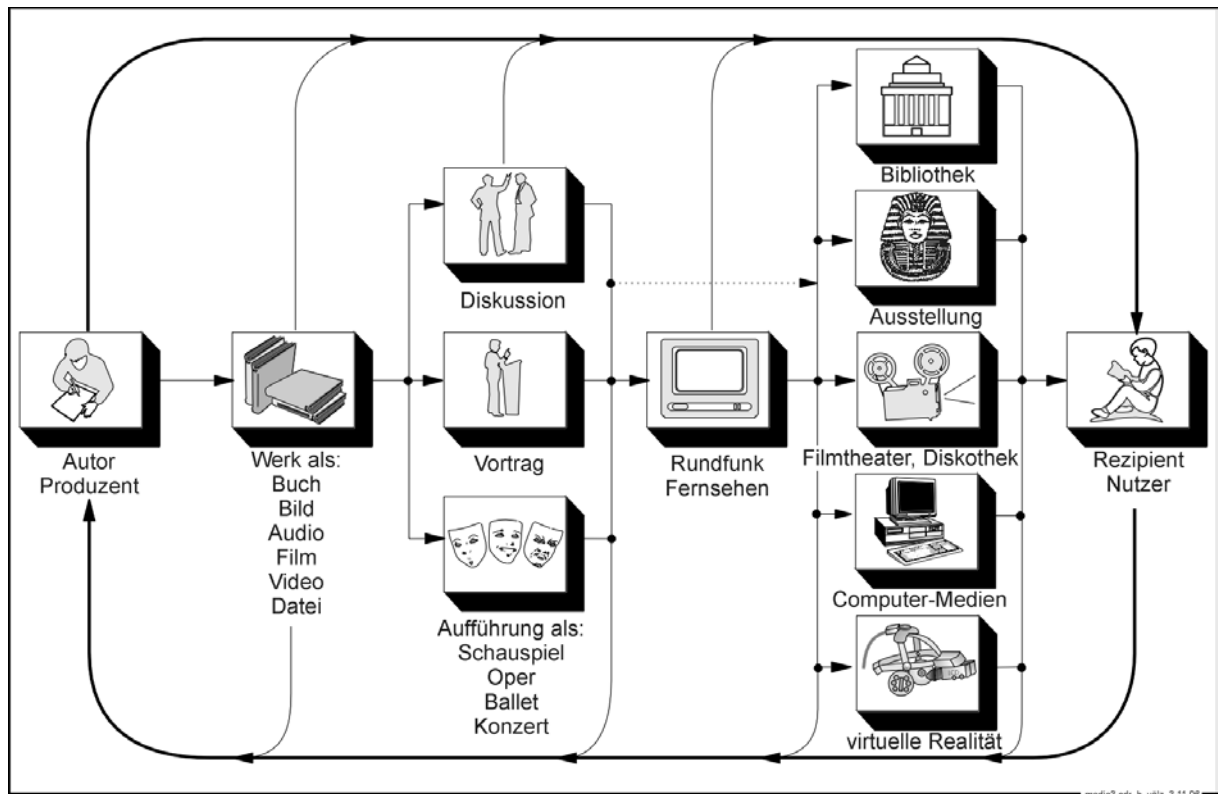 Bibliothek
Diskussion
Ausstellung
Autor
Produzent
Werk als:
Buch
Bild
Audio
Film
Video
Datei
Vortrag
Rundfunk
Fernsehen
Filmtheater, Diskothek
Rezipient
Nutzer
Computer-Medien
Aufführung als:
Schauspiel
Oper
Ballet
Konzert
virtuelle Realität